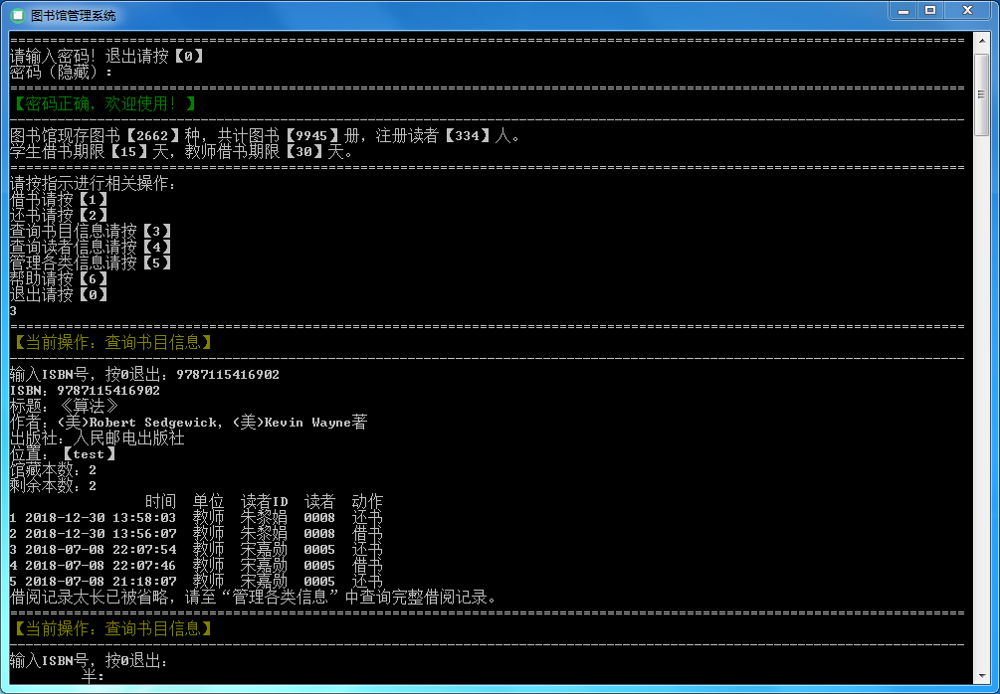 图书馆管理系统
请输入密码！退出请按【0】
密码（隐藏）：
【密码正确，欢迎使用！】
图书馆现存图书【2662】种，共计图书【9945】册，注册读者【334】人。
学生借书期限【15】天，教师借书期限【30】天。
请按指示进行相关操作：
借书请按【1】
还书请按【2】
查询书目信息请按【3】
查询读者信息请按【4】
管理各类信息请按【5】
帮助请按【6】
退出请按【0】
3
【当前操作：查询书目信息】
输入ISBN号，按0退出：9787115416902
ISBN：9787115416902
标题：《算法》
作者：(美)Robert Sedgewick, (美)Kevin Wayne著
出版社：人民邮电出版社
位置：【test】
馆藏本数：2
剩余本数：2
时间 单位 读者ID 读者 动作
1 2018-12-30 13:58:03 教师 朱黎娟 0008 还书
2 2018-12-30 13:56:07 教师 朱黎娟 0008 借书
3 2018-07-08 22:07:54 教师 宋嘉勋 0005 还书
4 2018-07-08 22:07:46 教师 宋嘉勋 0005 借书
5 2018-07-08 21:18:07 教师 宋嘉勋 0005 还书
借阅记录太长已被省略，请至“管理各类信息”中查询完整借阅记录。
【当前操作：查询书目信息】
输入ISBN号，按0退出：
半：